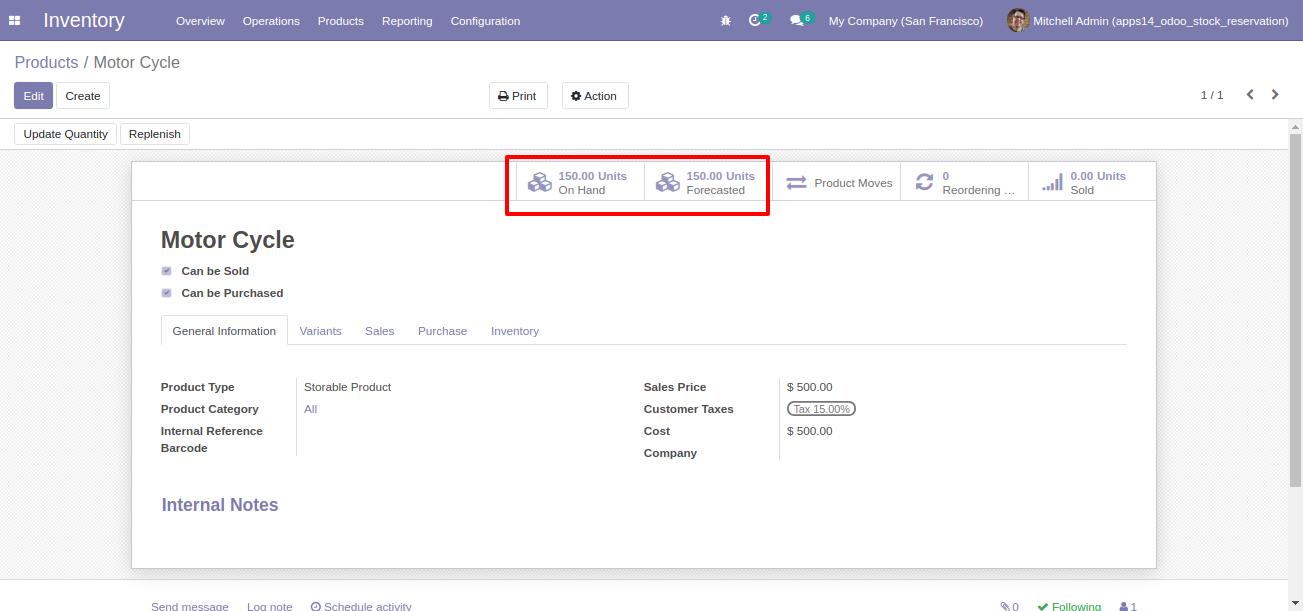 Inventory Overview Operations Products Reporting Configuration 2 6 My Company (San Francisco) Mitchell Admin (apps14_odoo_stock_reservation)
Products / Motor Cycle
Edit Create Print Action 1 / 1
Update Quantity Replenish
150.00 Units 150.00 Units Product Moves 0 0.00 Units
On Hand Forecasted Reordering ... Sold
Motor Cycle
Can be Sold
Can be Purchased
General Information Variants Sales Purchase Inventory
Product Type Storable Product Sales Price $ 500.00
Product Category All Customer Taxes Tax 15.00%
Internal Reference Cost $ 500.00
Barcode Company
Internal Notes
Send message Log note Schedule activity 0 Following 1